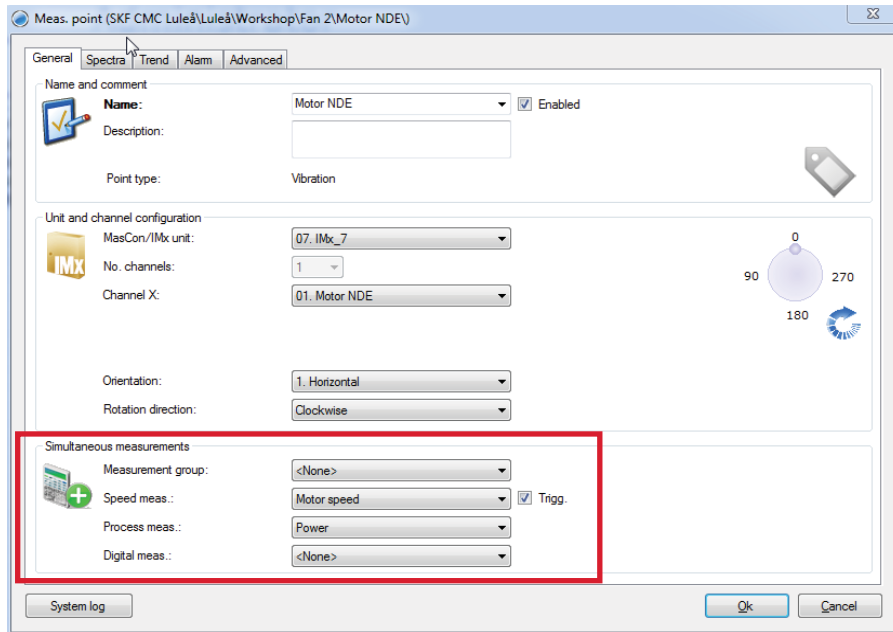 Meas. point (SKF CMC Luleå\Luleå\Workshop\Fan 2\Motor NDE\)
General Spectra Trend Alarm Advanced
Name and comment
Name: Motor NDE Enabled
Description:
Point type: Vibration
Unit and channel configuration
MasCon/IMx unit: 07. IMx_7
IMx
No. channels: 1
Channel X: 01. Motor NDE
0
90 270
180
Orientation: 1. Horizontal
Rotation direction: Clockwise
Simultaneous measurements
Measurement group: <None>
Speed meas.: Motor speed Trigg.
Process meas.: Power
Digital meas.: <None>
System log Ok Cancel